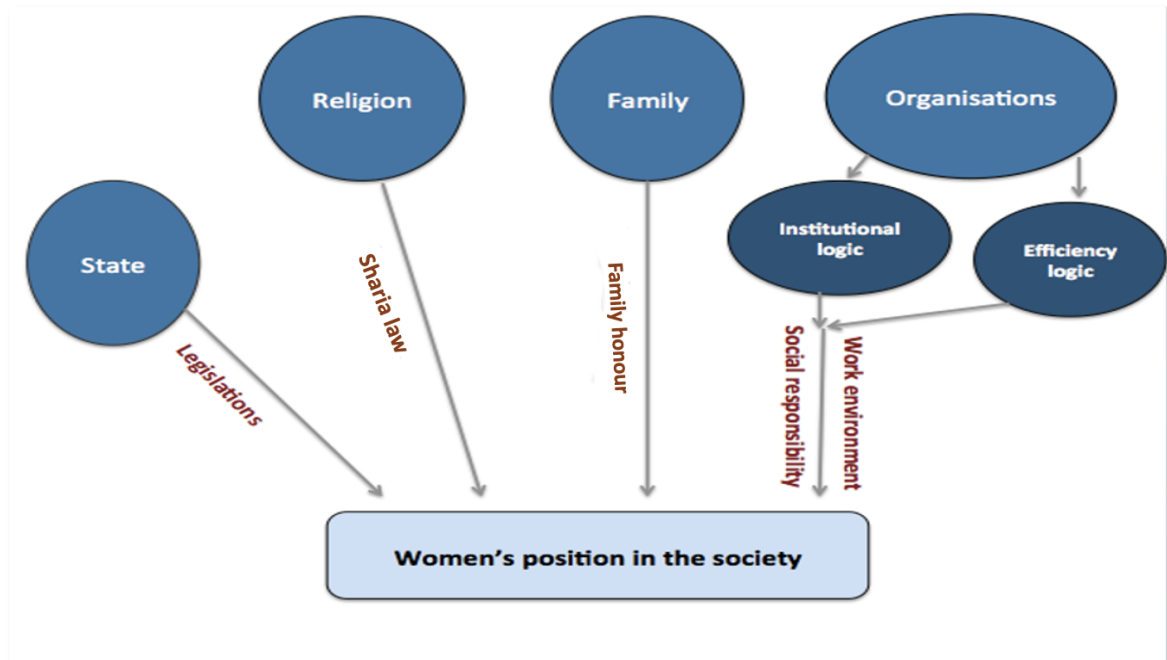 Religion
Family
Organisations
State
Institutional
logic
Efficiency
logic
Sharia law
Family honour
Legislations
Social responsibility
Work environment
Women's position in the society